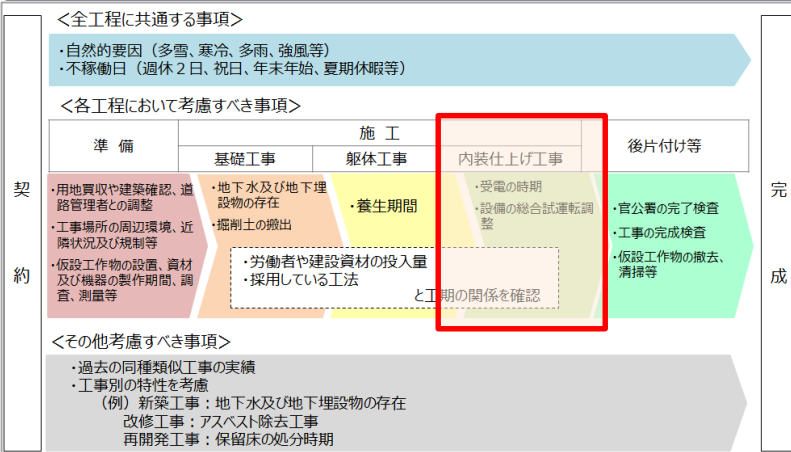 <全工程に共通する事項>
・自然的要因（多雪、寒冷、多雨、強風等）
・不稼働日（週休２日、祝日、年末年始、夏期休暇等）
<各工程において考慮すべき事項>
準 備
施 工
後片付け等
基礎工事
躯体工事
内装仕上げ工事
契
約
・用地買収や建築確認、道
路管理者との調整
・工事場所の周辺環境、近
隣状況及び規制等
・仮設工作物の設置、資材
及び機器の製作期間、調
査、測量等
・地下水及び地下埋
設物の存在
・掘削土の搬出
・養生期間
・受電の時期
・設備の総合試運転調
整
・労働者や建設資材の投入量
・採用している工法
と工期の関係を確認
・官公署の完了検査
・工事の完成検査
・仮設工作物の撤去、
清掃等
完
成
<その他考慮すべき事項>
・過去の同種類似工事の実績
・工事別の特性を考慮
（例）新築工事：地下水及び地下埋設物の存在
改修工事：アスベスト除去工事
再開発工事：保留床の処分時期